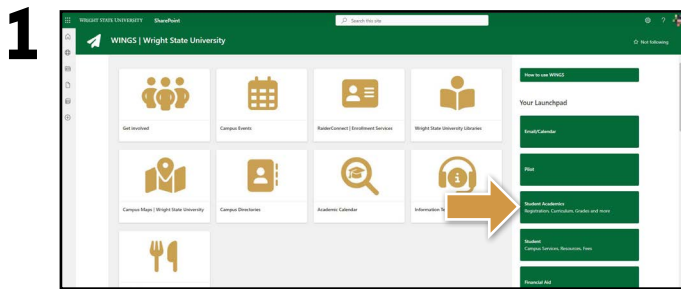 1
WRIGHT STATE UNIVERSITY SharePoint
Search this site
?
WINGS | Wright State University
Not following
How to use WINGS
Your Launchpad
Get Involved
Campus Events
RaiderConnect | Enrollment Services
Wright State University Libraries
Email/Calendar
Pilot
Campus Maps | Wright State University
Campus Directories
Academic Calendar
Information
Student Academics
Registration, Curriculum, Grades and more
Student
Campus Services, Resources, Fees
Financial Aid